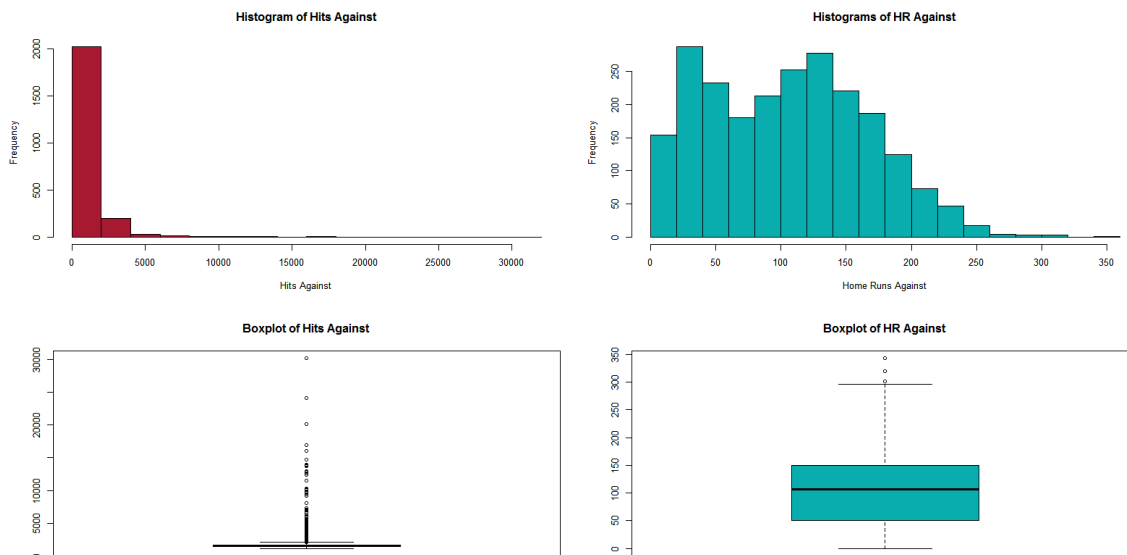 Histogram of Hits Against
Frequency
0 500 1000 1500 2000
0 5000 10000 15000 20000 25000 30000
Hits Against
Histograms of HR Against
Frequency
0 50 100 150 200 250
0 50 100 150 200 250 300 350
Home Runs Against
Boxplot of Hits Against
5000 10000 20000 30000
Boxplot of HR Against
0 50 100 150 200 250 300 350